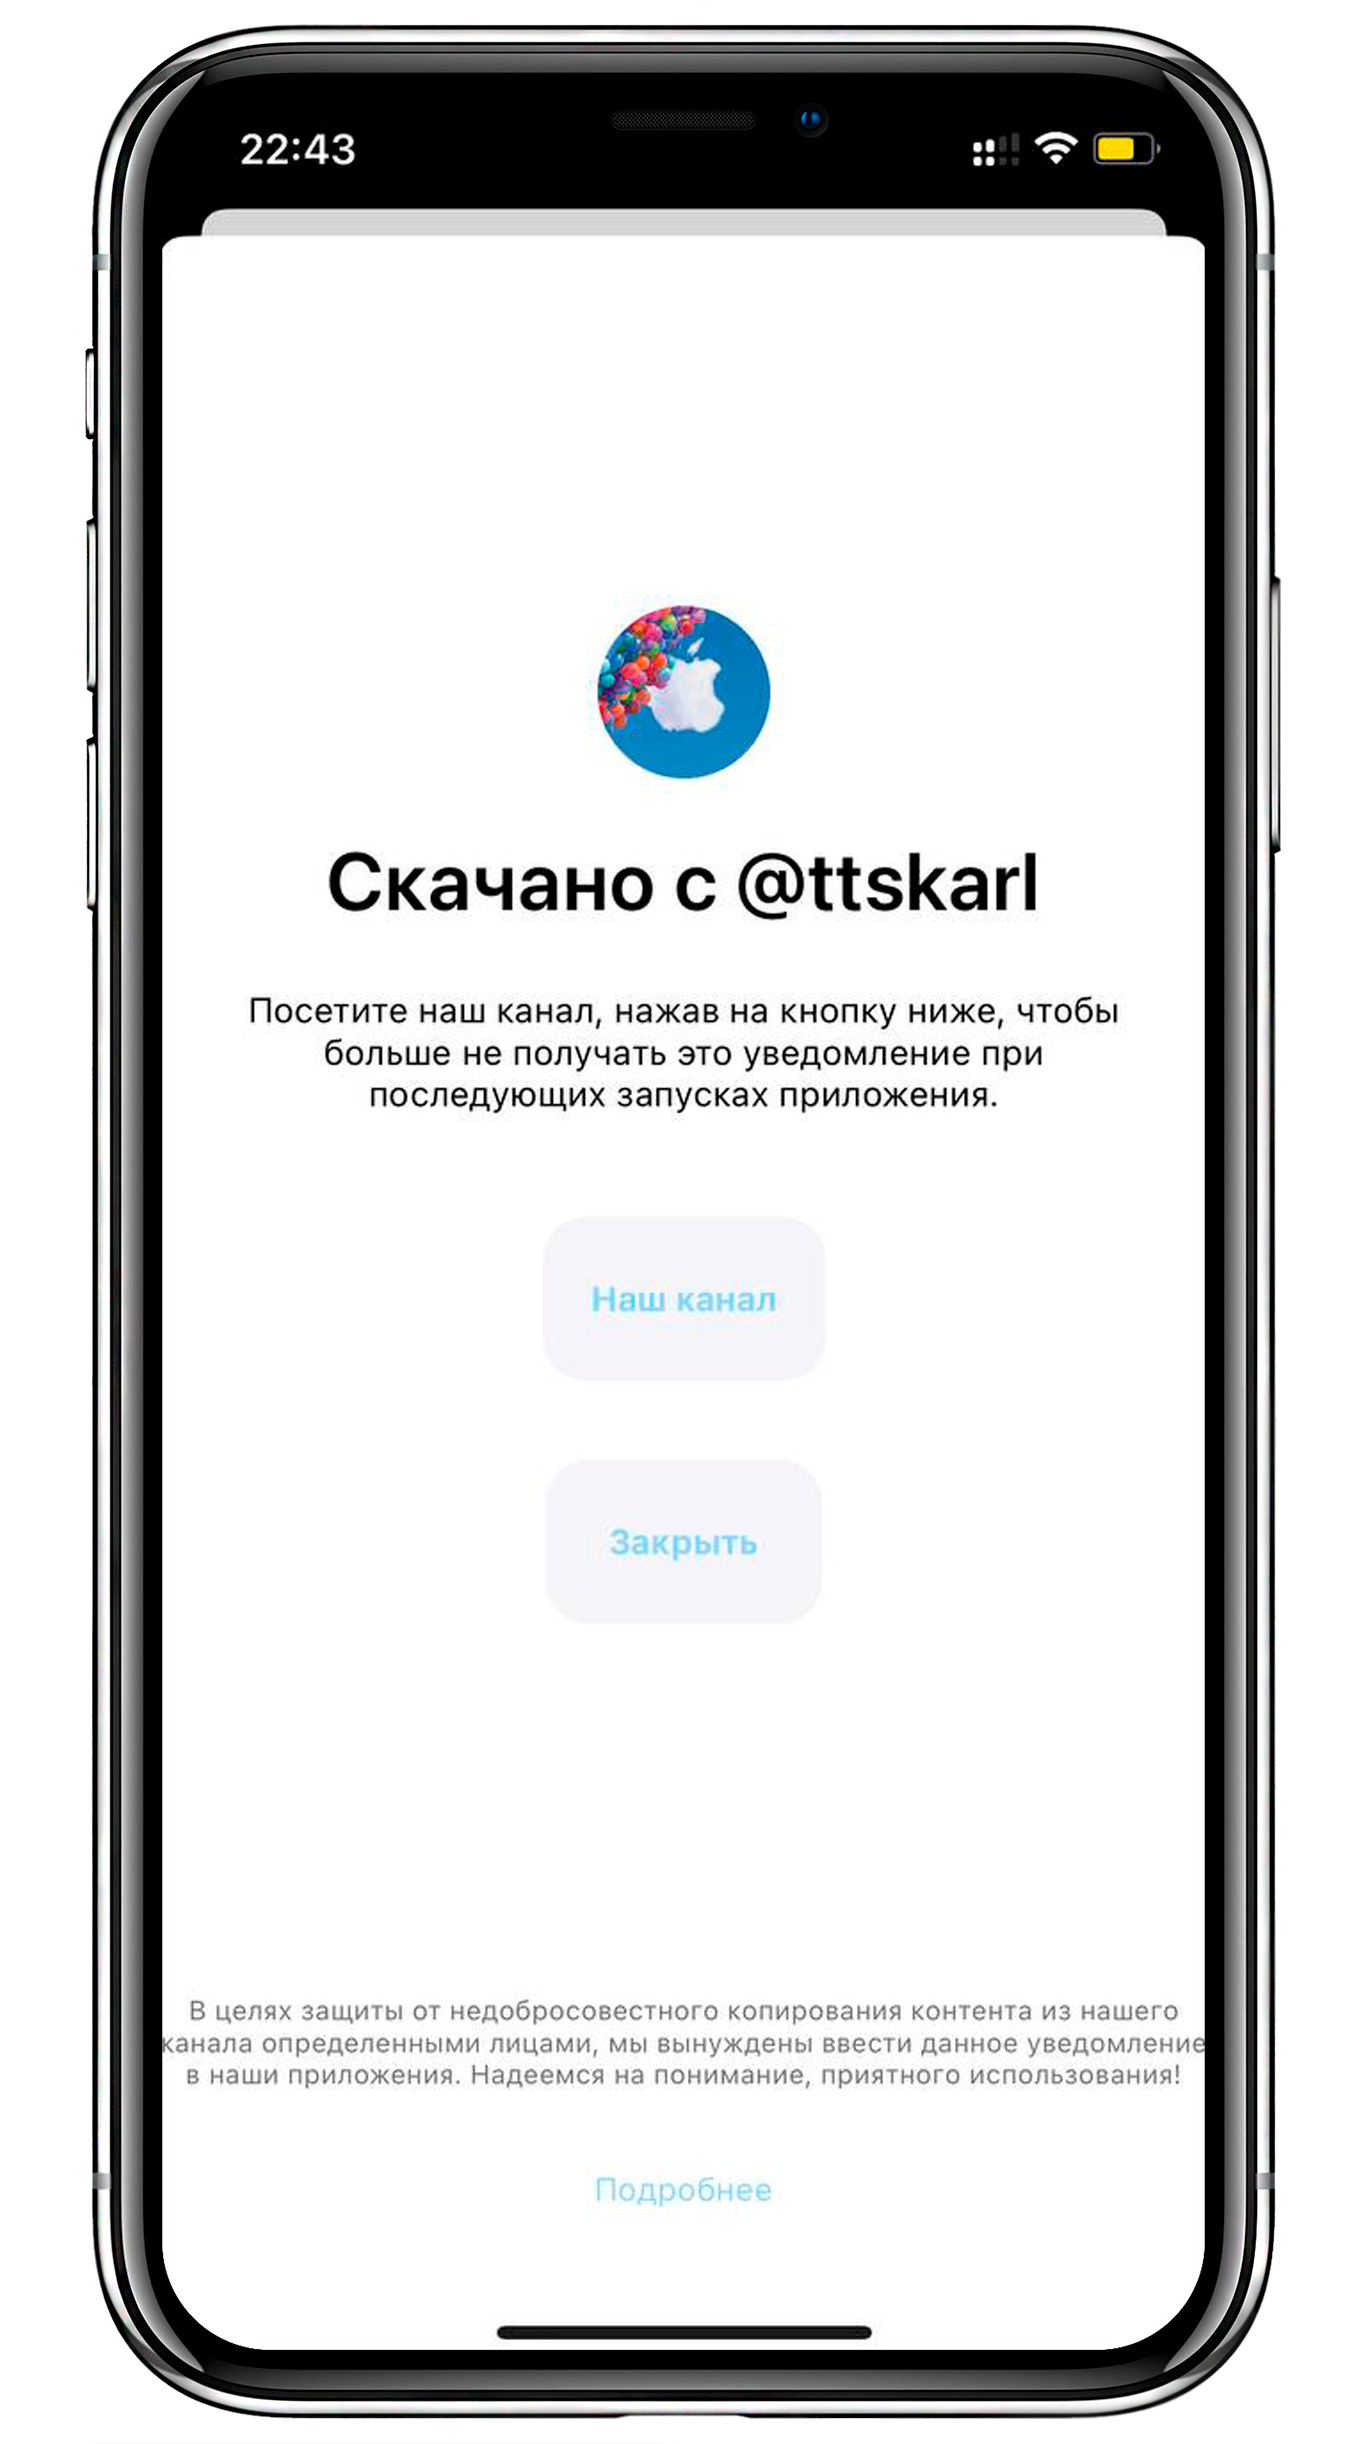 22:43
Скачано с @ttskarl
Посетите наш канал, нажав на кнопку ниже, чтобы
больше не получать это уведомление при
последующих запусках приложения.
Наш канал
Закрыть
В целях защиты от недобросовестного копирования контента из нашего
канала определенными лицами, мы вынуждены ввести данное уведомление
в наши приложения. Надеемся на понимание, приятного использования!
Подробнее